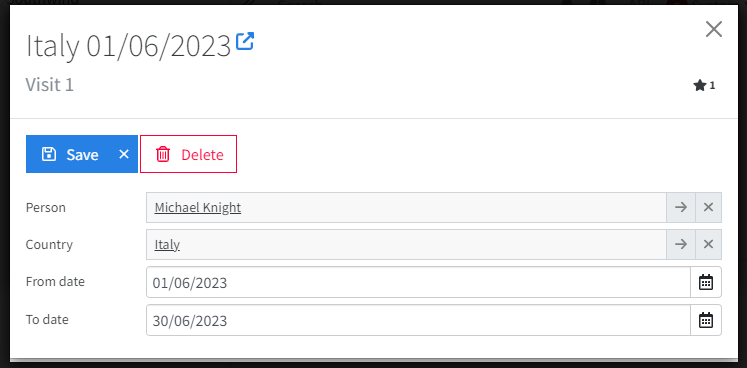 Italy 01/06/2023
Visit 1
1
Save
Delete
Person Michael Knight
Country Italy
From date 01/06/2023
To date 30/06/2023